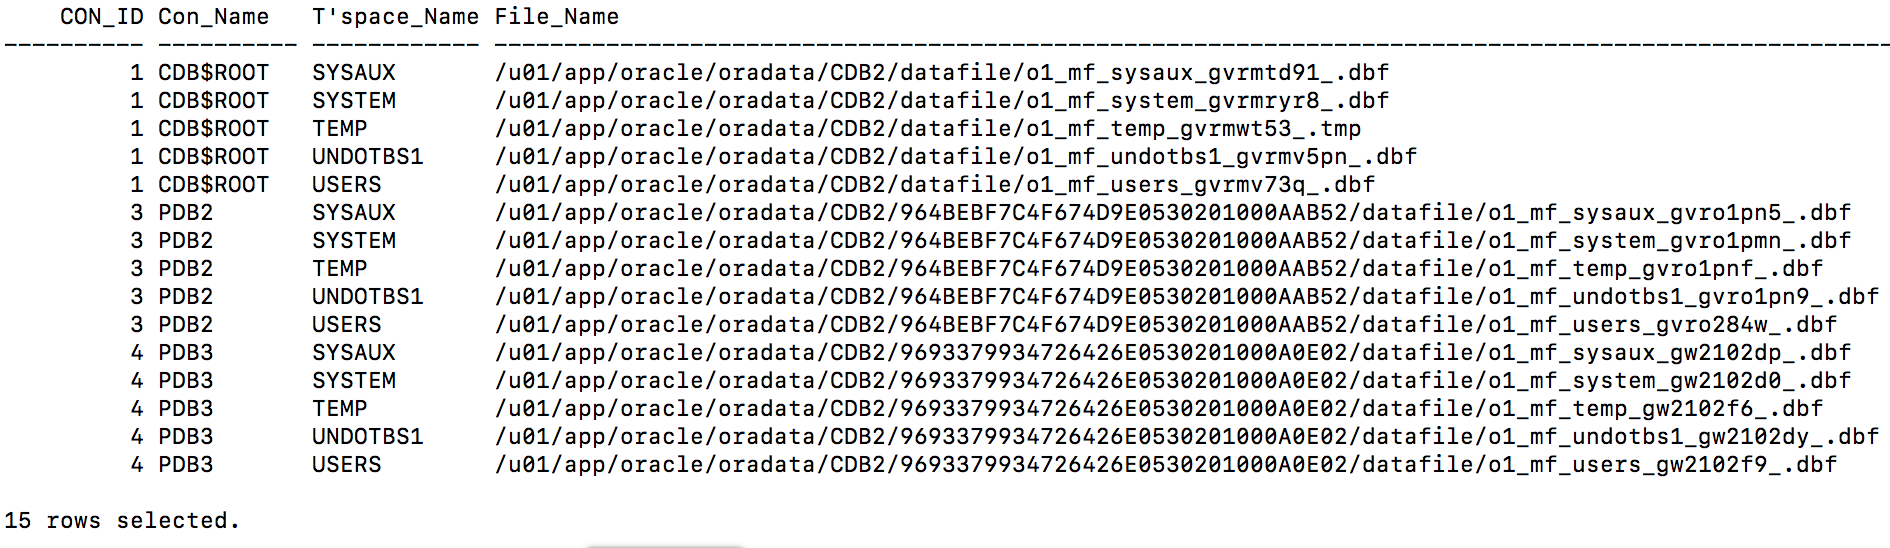 CON_ID Con_Name   T'space_Name File_Name
---------- ---------- ------------ ----------------------------------------------------------------------------------------------------
         1 CDB$ROOT   SYSAUX       /u01/app/oracle/oradata/CDB2/datafile/o1_mf_sysaux_gvrmtd91_.dbf
         1 CDB$ROOT   SYSTEM       /u01/app/oracle/oradata/CDB2/datafile/o1_mf_system_gvrmryr8_.dbf
         1 CDB$ROOT   TEMP         /u01/app/oracle/oradata/CDB2/datafile/o1_mf_temp_gvrmwt53_.tmp
         1 CDB$ROOT   UNDOTBS1     /u01/app/oracle/oradata/CDB2/datafile/o1_mf_undotbs1_gvrmv5pn_.dbf
         1 CDB$ROOT   USERS        /u01/app/oracle/oradata/CDB2/datafile/o1_mf_users_gvrmv73q_.dbf
         3 PDB2       SYSAUX       /u01/app/oracle/oradata/CDB2/964BEBF7C4F674D9E0530201000AAB52/datafile/o1_mf_sysaux_gvro1pn5_.dbf
         3 PDB2       SYSTEM       /u01/app/oracle/oradata/CDB2/964BEBF7C4F674D9E0530201000AAB52/datafile/o1_mf_system_gvro1pmn_.dbf
         3 PDB2       TEMP         /u01/app/oracle/oradata/CDB2/964BEBF7C4F674D9E0530201000AAB52/datafile/o1_mf_temp_gvro1pnf_.dbf
         3 PDB2       UNDOTBS1     /u01/app/oracle/oradata/CDB2/964BEBF7C4F674D9E0530201000AAB52/datafile/o1_mf_undotbs1_gvro1pn9_.dbf
         3 PDB2       USERS        /u01/app/oracle/oradata/CDB2/964BEBF7C4F674D9E0530201000AAB52/datafile/o1_mf_users_gvro284w_.dbf
         4 PDB3       SYSAUX       /u01/app/oracle/oradata/CDB2/9693379934726426E0530201000A0E02/datafile/o1_mf_sysaux_gw2102dp_.dbf
         4 PDB3       SYSTEM       /u01/app/oracle/oradata/CDB2/9693379934726426E0530201000A0E02/datafile/o1_mf_system_gw2102d0_.dbf
         4 PDB3       TEMP         /u01/app/oracle/oradata/CDB2/9693379934726426E0530201000A0E02/datafile/o1_mf_temp_gw2102f6_.dbf
         4 PDB3       UNDOTBS1     /u01/app/oracle/oradata/CDB2/9693379934726426E0530201000A0E02/datafile/o1_mf_undotbs1_gw2102dy_.dbf
         4 PDB3       USERS        /u01/app/oracle/oradata/CDB2/9693379934726426E0530201000A0E02/datafile/o1_mf_users_gw2102f9_.dbf
15 rows selected.